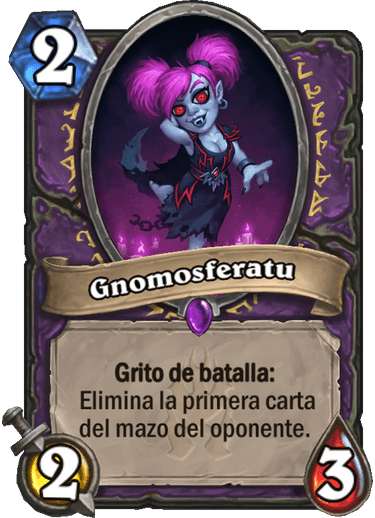 2
Gnomosferatu
Grito de batalla:
Elimina la primera carta
del mazo del oponente.
2
3